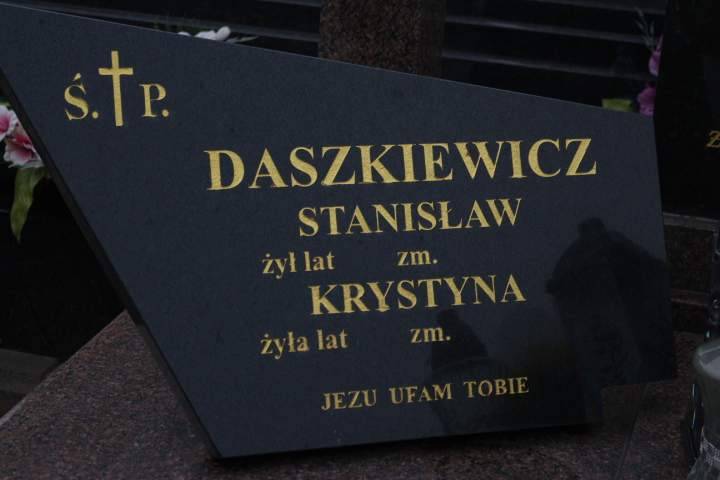 Ś. P.
DASZKIEWICZ
STANISŁAW
żył lat zm.
KRYSTYNA
żyła lat zm.
JEZU UFAM TOBIE